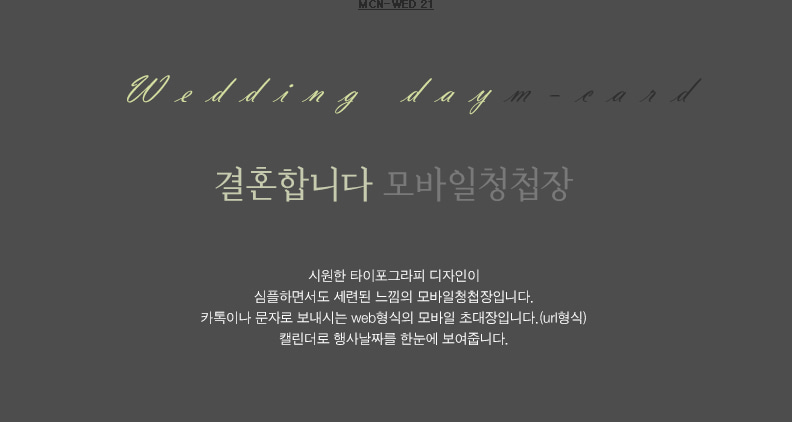 MCN-WED 21
Wedding day m-card
결혼합니다 모바일청첩장
시원한 타이포그라피 디자인이
심플하면서도 세련된 느낌의 모바일청첩장입니다.
카톡이나 문자로 보내시는 web형식의 모바일 초대장입니다.(url형식)
캘린더로 행사날짜를 한눈에 보여줍니다.